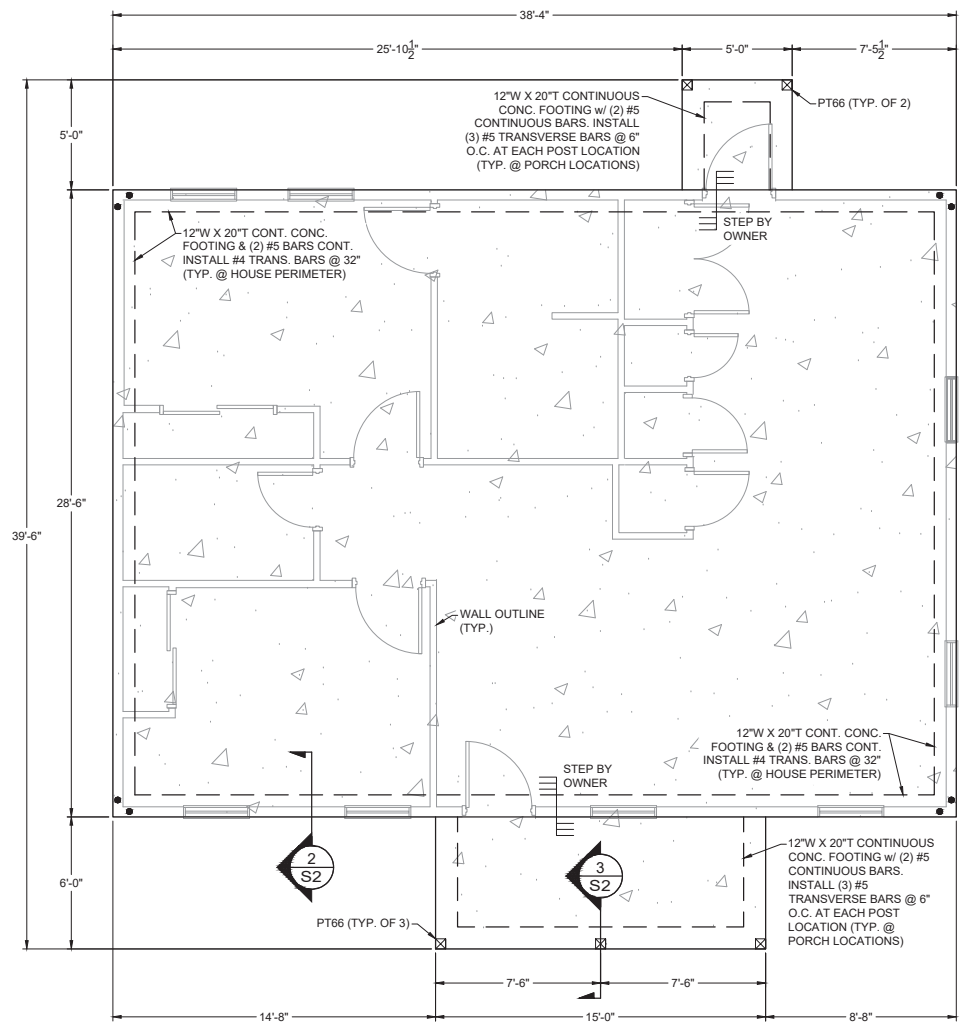 38'-4"
25'-10 1/2"
5'-0"
7'-5 1/2"
12"W X 20"T CONTINUOUS
CONC. FOOTING w/ (2) #5
CONTINUOUS BARS. INSTALL
(3) #5 TRANSVERSE BARS @ 6"
O.C. AT EACH POST LOCATION
(TYP. @ PORCH LOCATIONS)
PT66 (TYP. OF 2)
5'-0"
STEP BY
OWNER
12"W X 20"T CONT. CONC.
FOOTING & (2) #5 BARS CONT.
INSTALL #4 TRANS. BARS @ 32"
(TYP. @ HOUSE PERIMETER)
28'-6"
39'-6"
WALL OUTLINE
(TYP.)
12"W X 20"T CONT. CONC.
FOOTING & (2) #5 BARS CONT.
INSTALL #4 TRANS. BARS @ 32"
(TYP. @ HOUSE PERIMETER)
STEP BY
OWNER
2
S2
3
S2
12"W X 20"T CONTINUOUS
CONC. FOOTING w/ (2) #5
CONTINUOUS BARS.
INSTALL (3) #5
TRANSVERSE BARS @ 6"
O.C. AT EACH POST
LOCATION (TYP. @
PORCH LOCATIONS)
6'-0"
PT66 (TYP. OF 3)
7'-6"
7'-6"
14'-8"
15'-0"
8'-8"